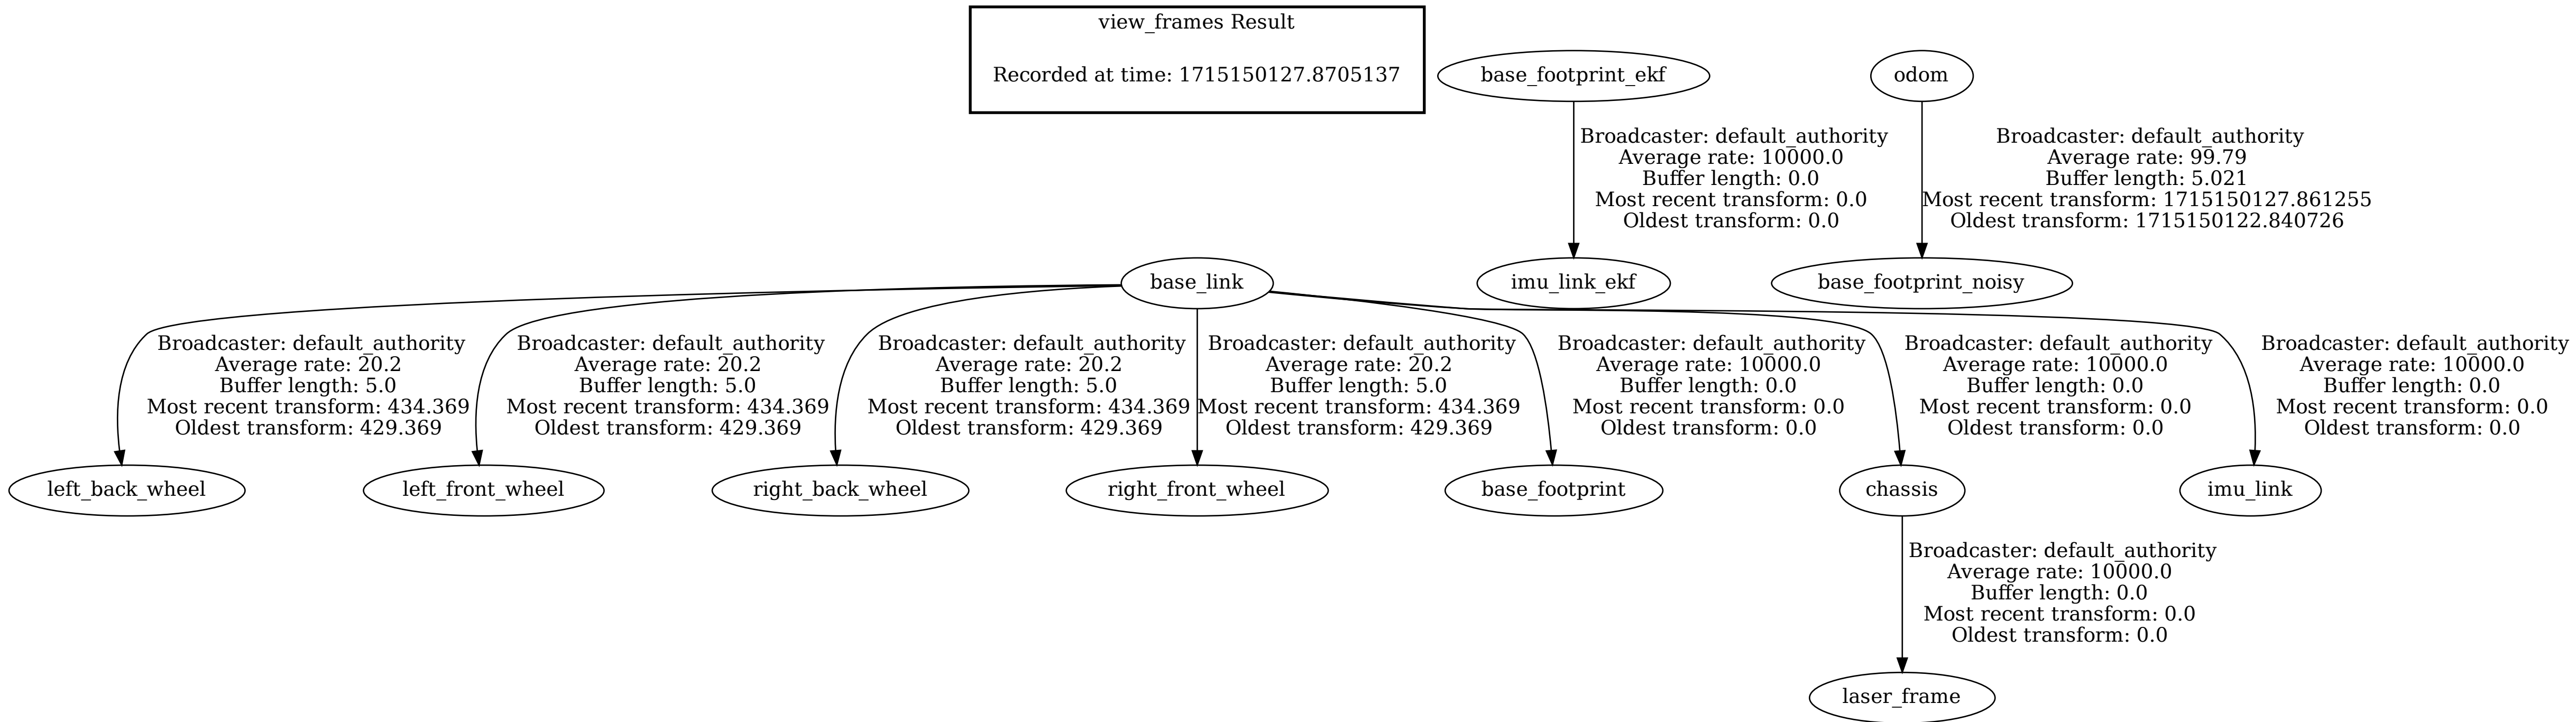 view_frames Result
Recorded at time: 1715150127.8705137
base_footprint_ekf
odom
Broadcaster: default_authority
Average rate: 10000.0
Buffer length: 0.0
Most recent transform: 0.0
Oldest transform: 0.0
Broadcaster: default_authority
Average rate: 99.79
Buffer length: 5.021
Most recent transform: 1715150127.861255
Oldest transform: 1715150122.840726
base_link
imu_link_ekf
base_footprint_noisy
Broadcaster: default_authority
Average rate: 20.2
Buffer length: 5.0
Most recent transform: 434.369
Oldest transform: 429.369
Broadcaster: default_authority
Average rate: 20.2
Buffer length: 5.0
Most recent transform: 434.369
Oldest transform: 429.369
Broadcaster: default_authority
Average rate: 20.2
Buffer length: 5.0
Most recent transform: 434.369
Oldest transform: 429.369
Broadcaster: default_authority
Average rate: 20.2
Buffer length: 5.0
Most recent transform: 434.369
Oldest transform: 429.369
Broadcaster: default_authority
Average rate: 10000.0
Buffer length: 0.0
Most recent transform: 0.0
Oldest transform: 0.0
Broadcaster: default_authority
Average rate: 10000.0
Buffer length: 0.0
Most recent transform: 0.0
Oldest transform: 0.0
Broadcaster: default_authority
Average rate: 10000.0
Buffer length: 0.0
Most recent transform: 0.0
Oldest transform: 0.0
left_back_wheel
left_front_wheel
right_back_wheel
right_front_wheel
base_footprint
chassis
imu_link
Broadcaster: default_authority
Average rate: 10000.0
Buffer length: 0.0
Most recent transform: 0.0
Oldest transform: 0.0
laser_frame